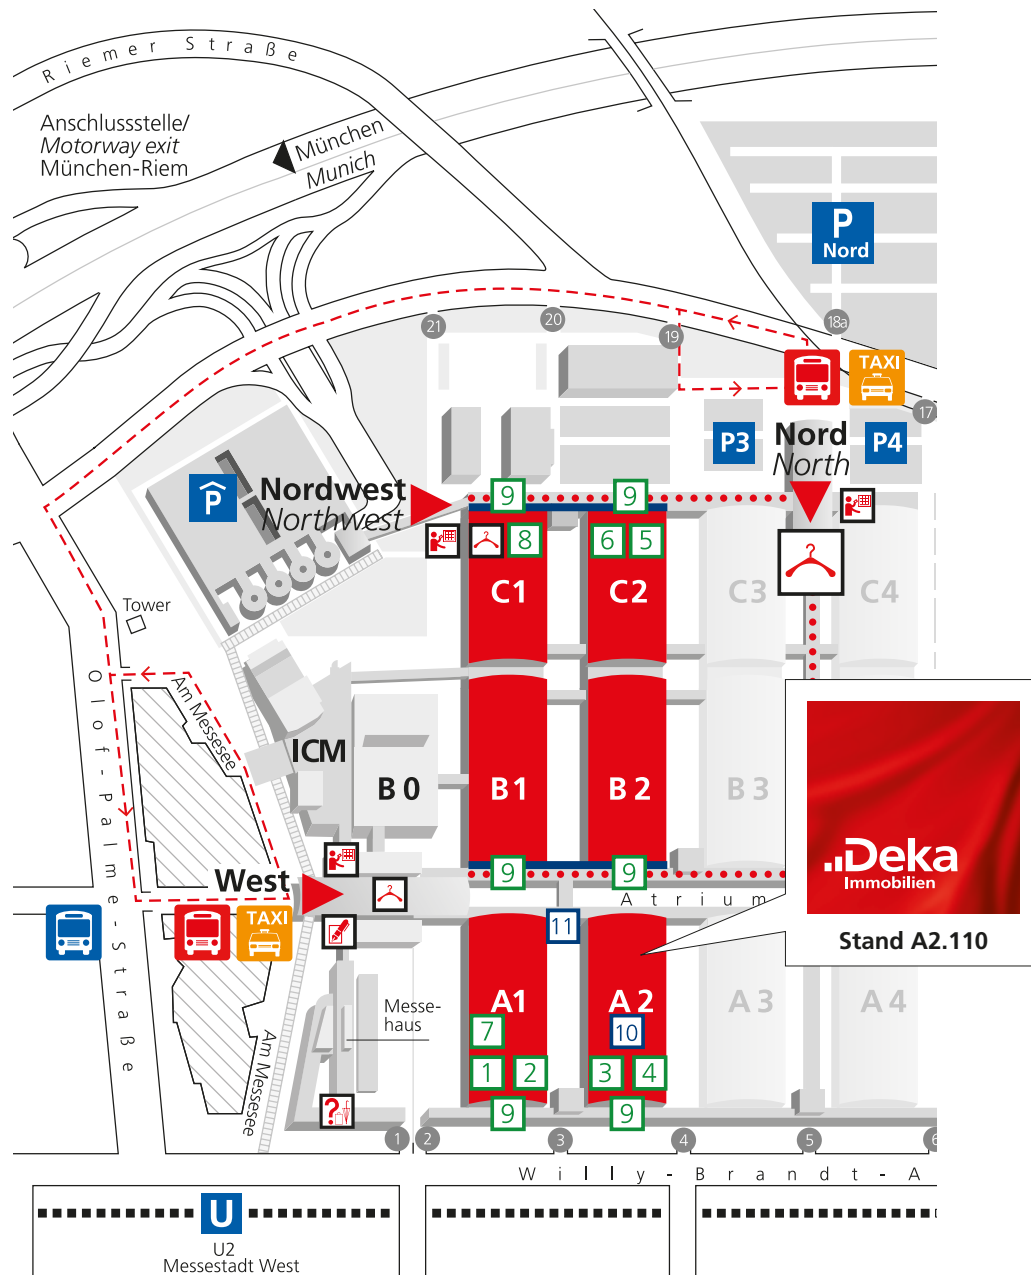 Riemer Straße
Anschlussstelle/
Motorway exit
München-Riem
München
Munich
P
Nord
21
20
19
18a
17
TAXI
P3
Nord
North
P4
P
Nordwest
Northwest
9
9
8
6
5
C1
C2
C3
C4
Tower
Olof-Palme-Straße
Am Messesee
ICM
B 0
B1
B 2
B 3
Deka
Immobilien
Stand A2.110
West
9
9
Atrium
TAXI
11
A1
A 2
A 3
A 4
Messe-
haus
7
10
1
2
3
4
Am Messesee
?
9
9
1
2
3
4
5
6
Willy-Brandt-A
U
U2
Messestadt West